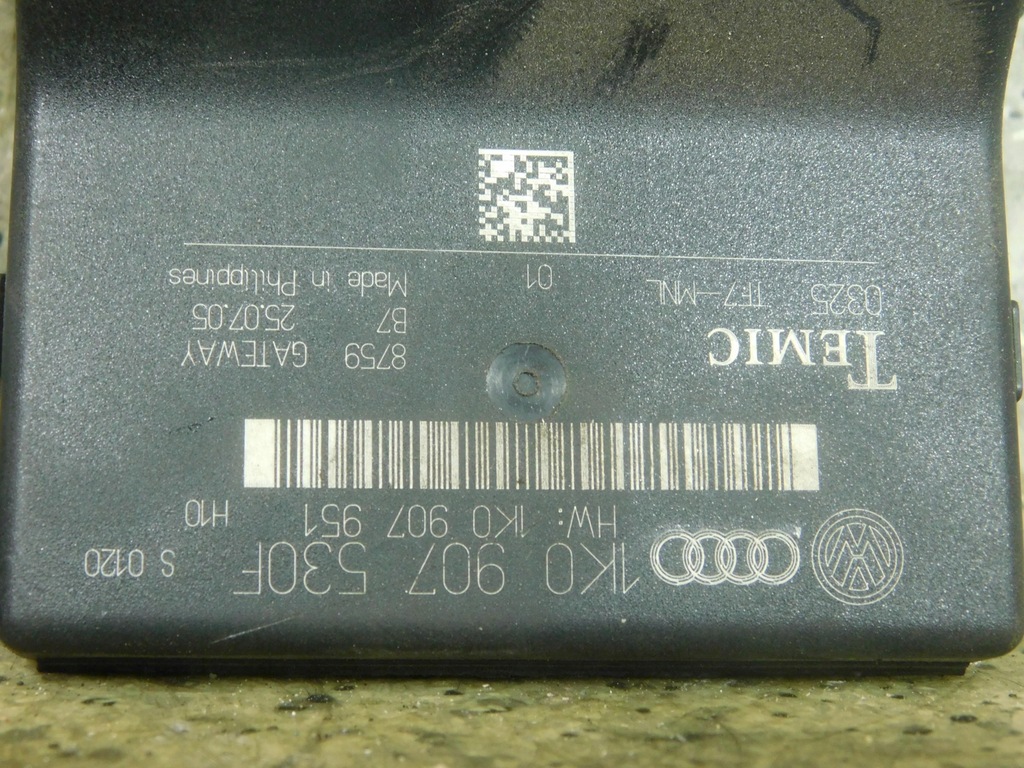 1K0 907 530F S 0120
HW: 1K0 907 951 H10
TEMIC
8759 GATEWAY
B7 25.07.05
0325 TF7-MNL 01 Made in Philippines